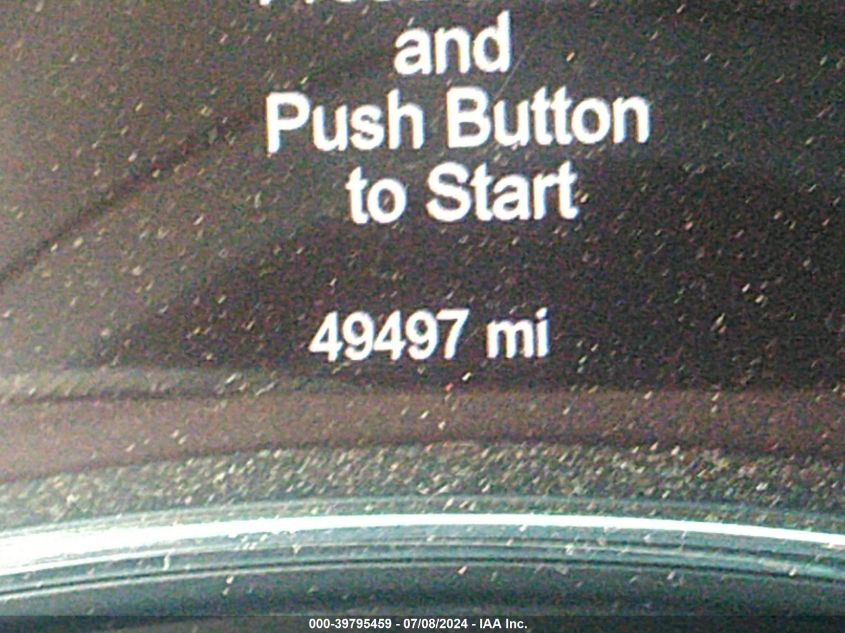 and
Push Button
to Start
49497 mi
000-39795459 - 07/08/2024 - IAA Inc.